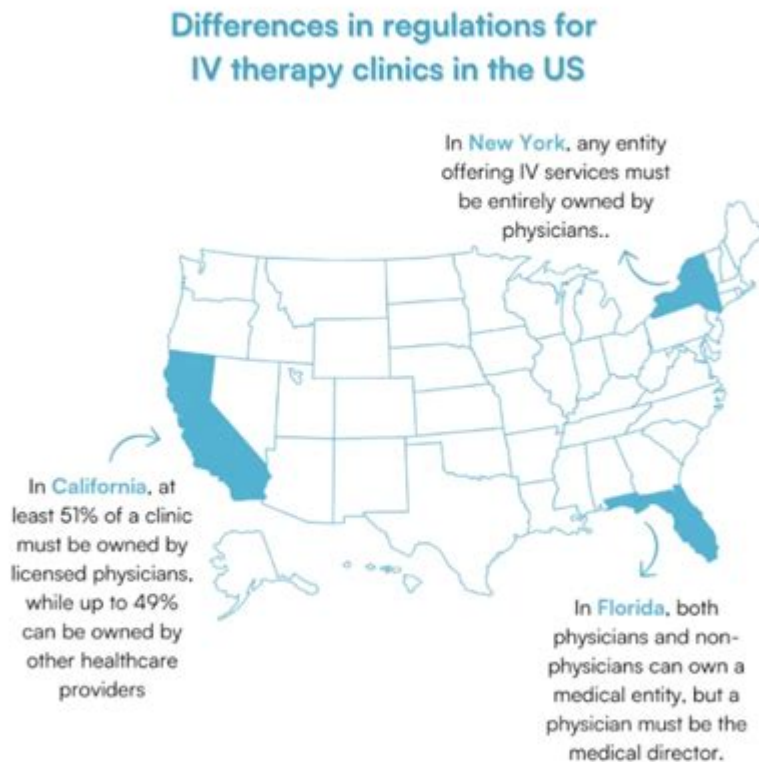 Differences in regulations for
IV therapy clinics in the US
In New York, any entity
offering IV services must
be entirely owned by
physicians..
In California, at
least 51% of a clinic
must be owned by
licensed physicians,
while up to 49%
can be owned by
other healthcare
providers
In Florida, both
physicians and non-
physicians can own a
medical entity, but a
physician must be the
medical director.